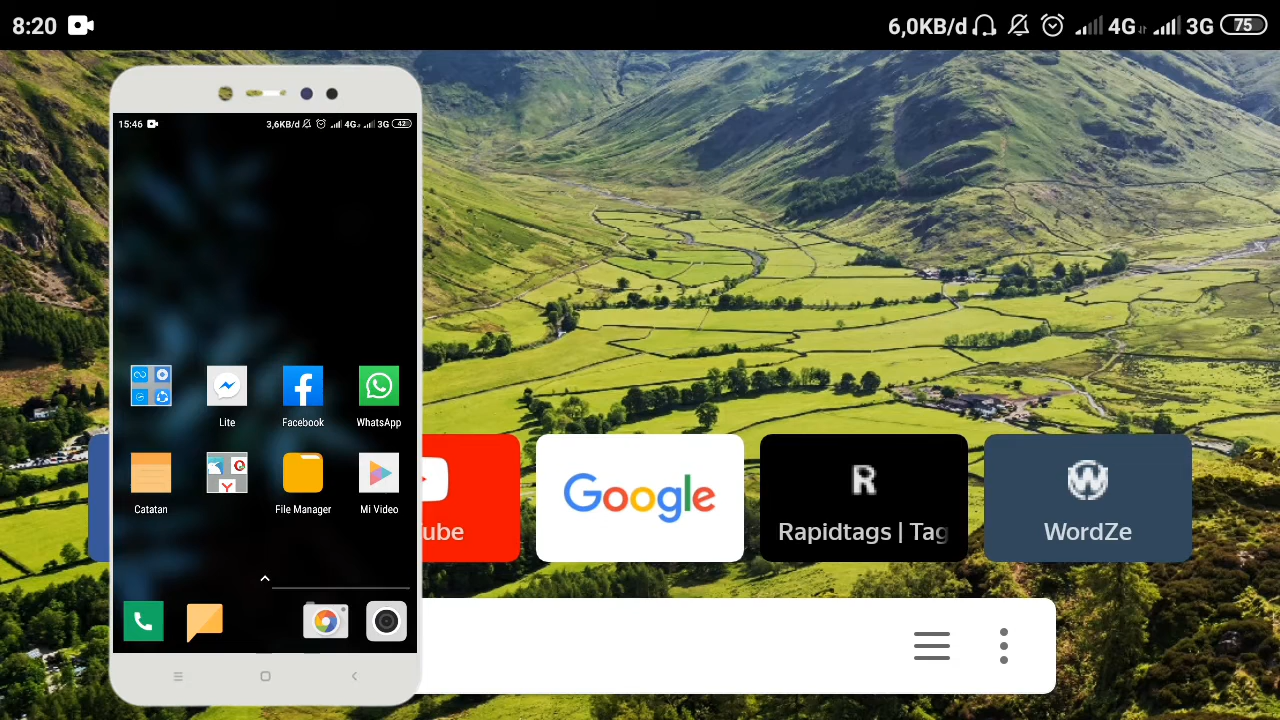 8:20
6,0KB/d 4G 3G 75
15:46 3,6KB/d 4G 3G 42
Lite Facebook WhatsApp
Catatan File Manager Mi Video
ube Google R Rapidtags | Tag W WordZe